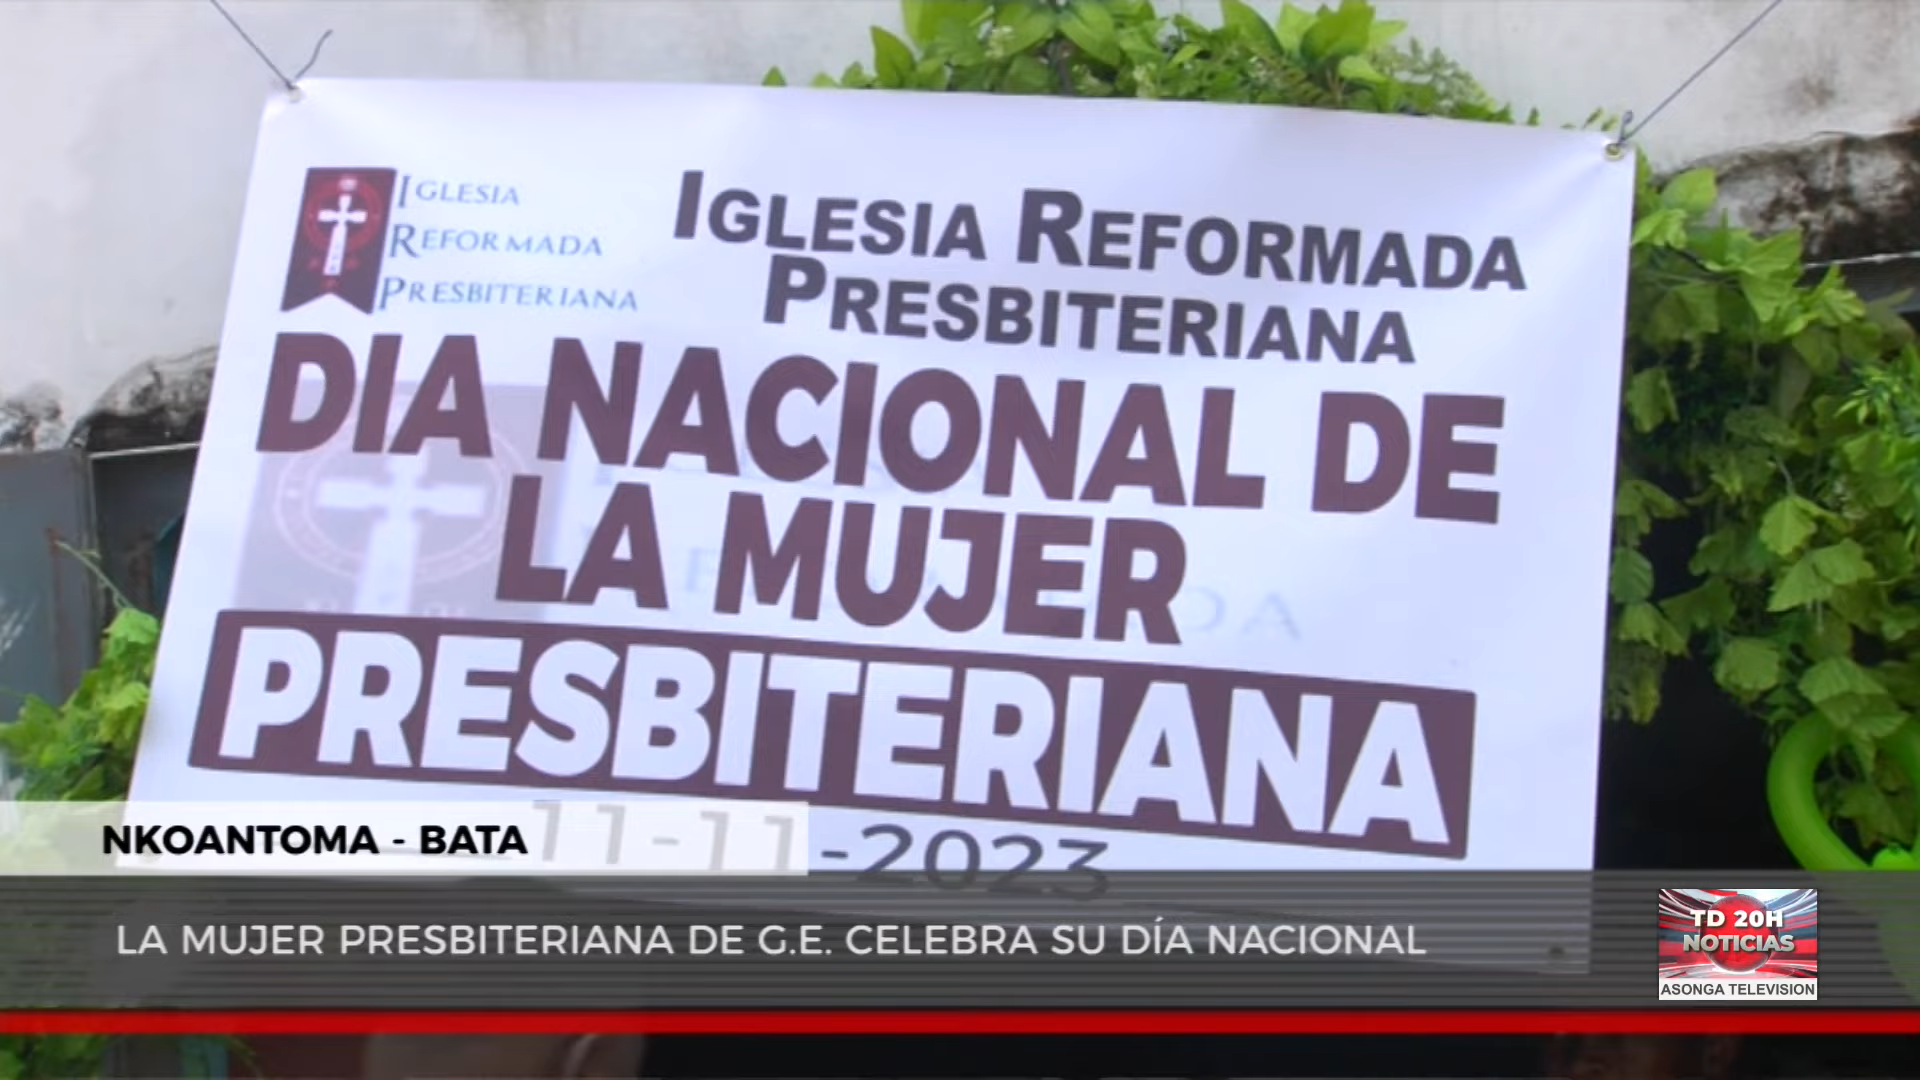 IGLESIA
REFORMADA
PRESBITERIANA
IGLESIA REFORMADA
PRESBITERIANA
DIA NACIONAL DE
LA MUJER
PRESBITERIANA
11-11-2023
NKOANTOMA - BATA
LA MUJER PRESBITERIANA DE G.E. CELEBRA SU DÍA NACIONAL
TD 20H
NOTICIAS
ASONGA TELEVISION